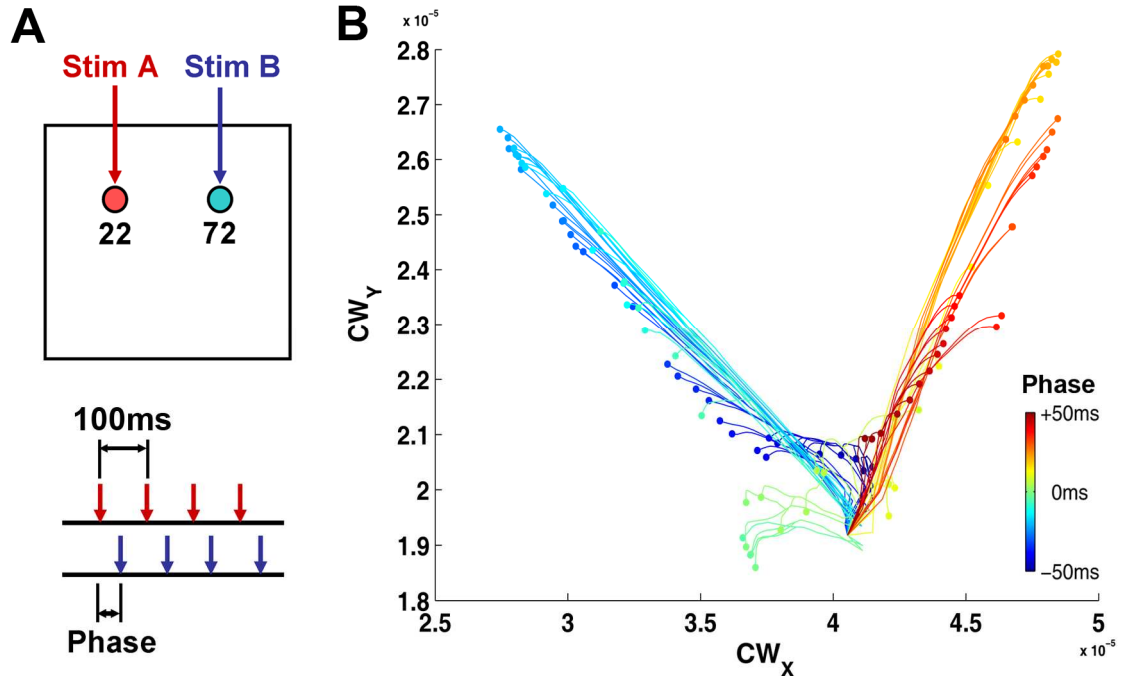 A
Stim A Stim B
22 72
100ms
Phase
B
x 10⁻⁵
2.8
2.7
2.6
2.5
2.4
2.3
2.2
2.1
2
1.9
1.8
CW_Y
2.5 3 3.5 4 4.5 5
x 10⁻⁵
CW_X
Phase
+50ms
0ms
−50ms